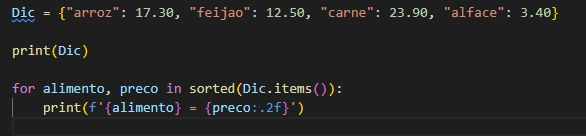 Dic = {"arroz": 17.30, "feijao": 12.50, "carne": 23.90, "alface": 3.40}
print(Dic)
for alimento, preco in sorted(Dic.items()):
    print(f'{alimento} = {preco:.2f}')